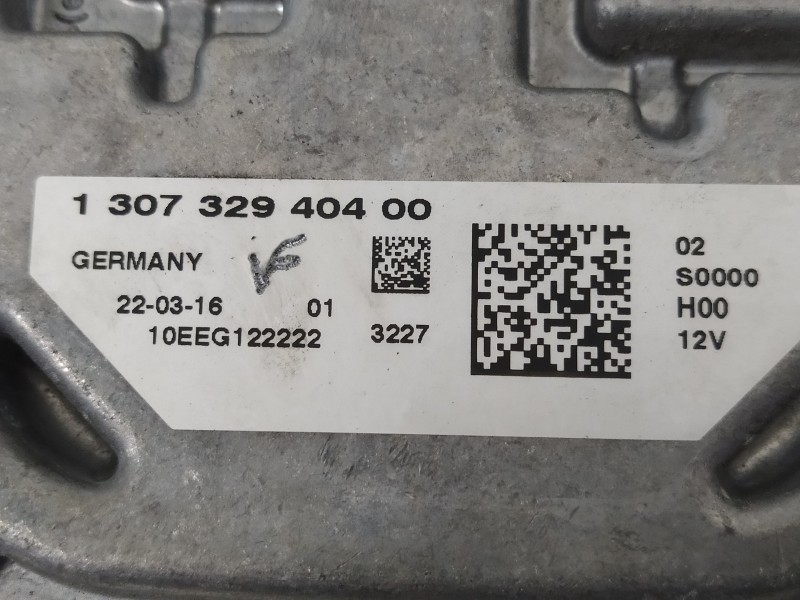 1 307 329 404 00
GERMANY
22-03-16 01
10EEG122222 3227
02
S0000
H00
12V